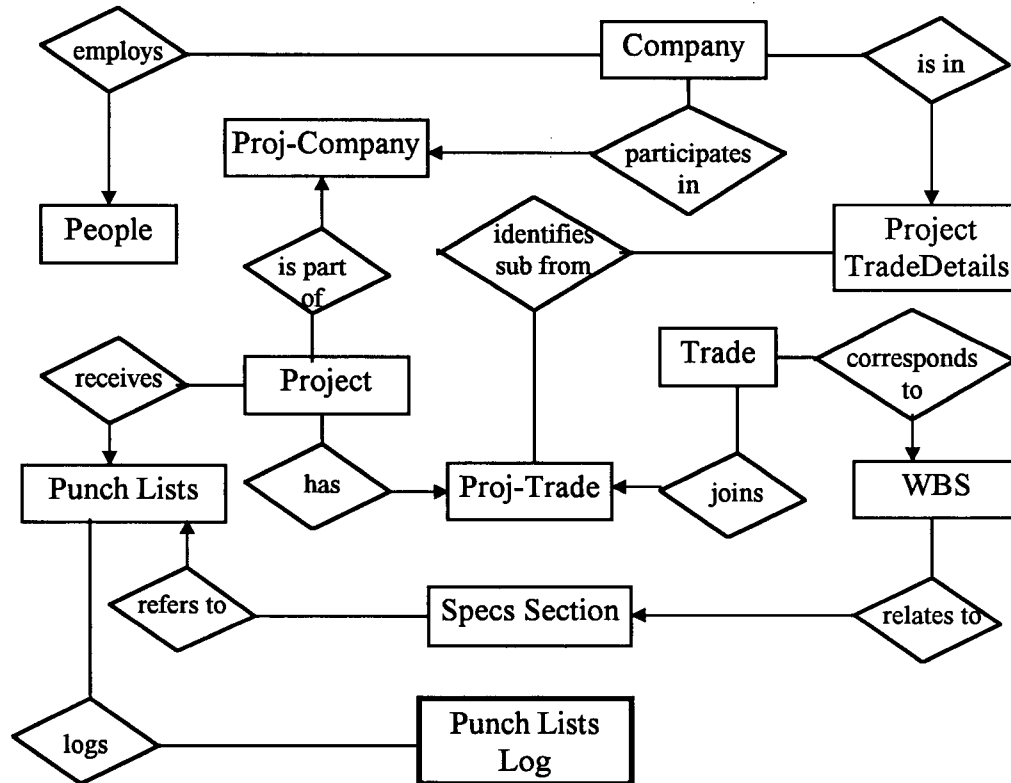 employs
Company
is in
Proj-Company
participates
in
People
identifies
sub from
Project
TradeDetails
is part
of
receives
Project
Trade
corresponds
to
Punch Lists
has
Proj-Trade
joins
WBS
refers to
Specs Section
relates to
logs
Punch Lists
Log